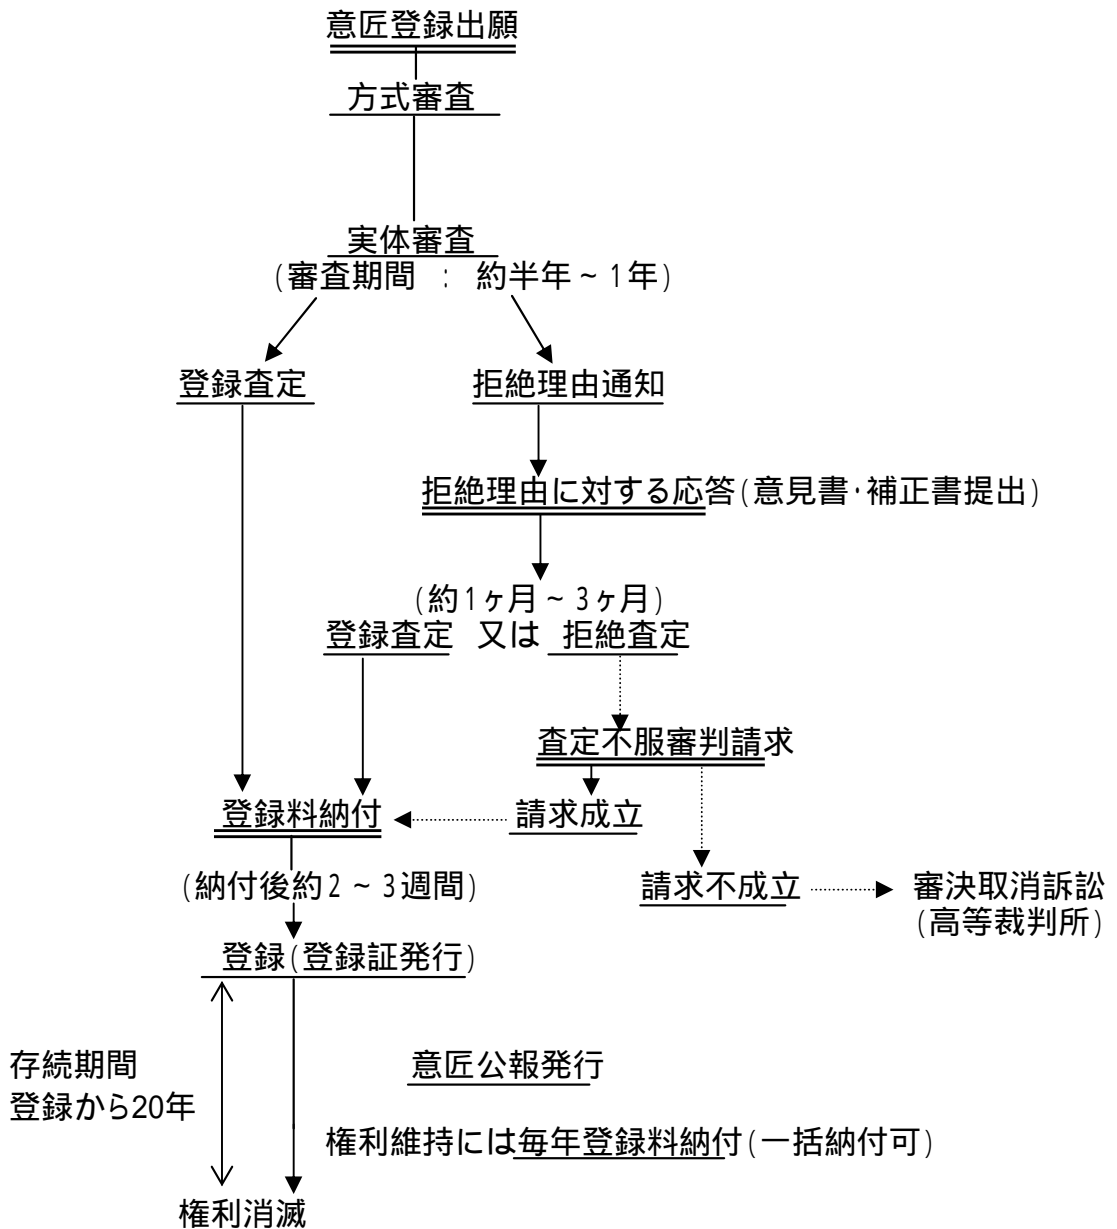 意匠登録出願
方式審査
実体審査
(審査期間 : 約半年~1年)
登録査定
拒絶理由通知
拒絶理由に対する応答(意見書・補正書提出)
(約1ヶ月~3ヶ月)
登録査定 又は 拒絶査定
査定不服審判請求
登録料納付
請求成立
(納付後約2~3週間)
請求不成立
審決取消訴訟
(高等裁判所)
登録(登録証発行)
存続期間
登録から20年
意匠公報発行
権利維持には毎年登録料納付(一括納付可)
権利消滅